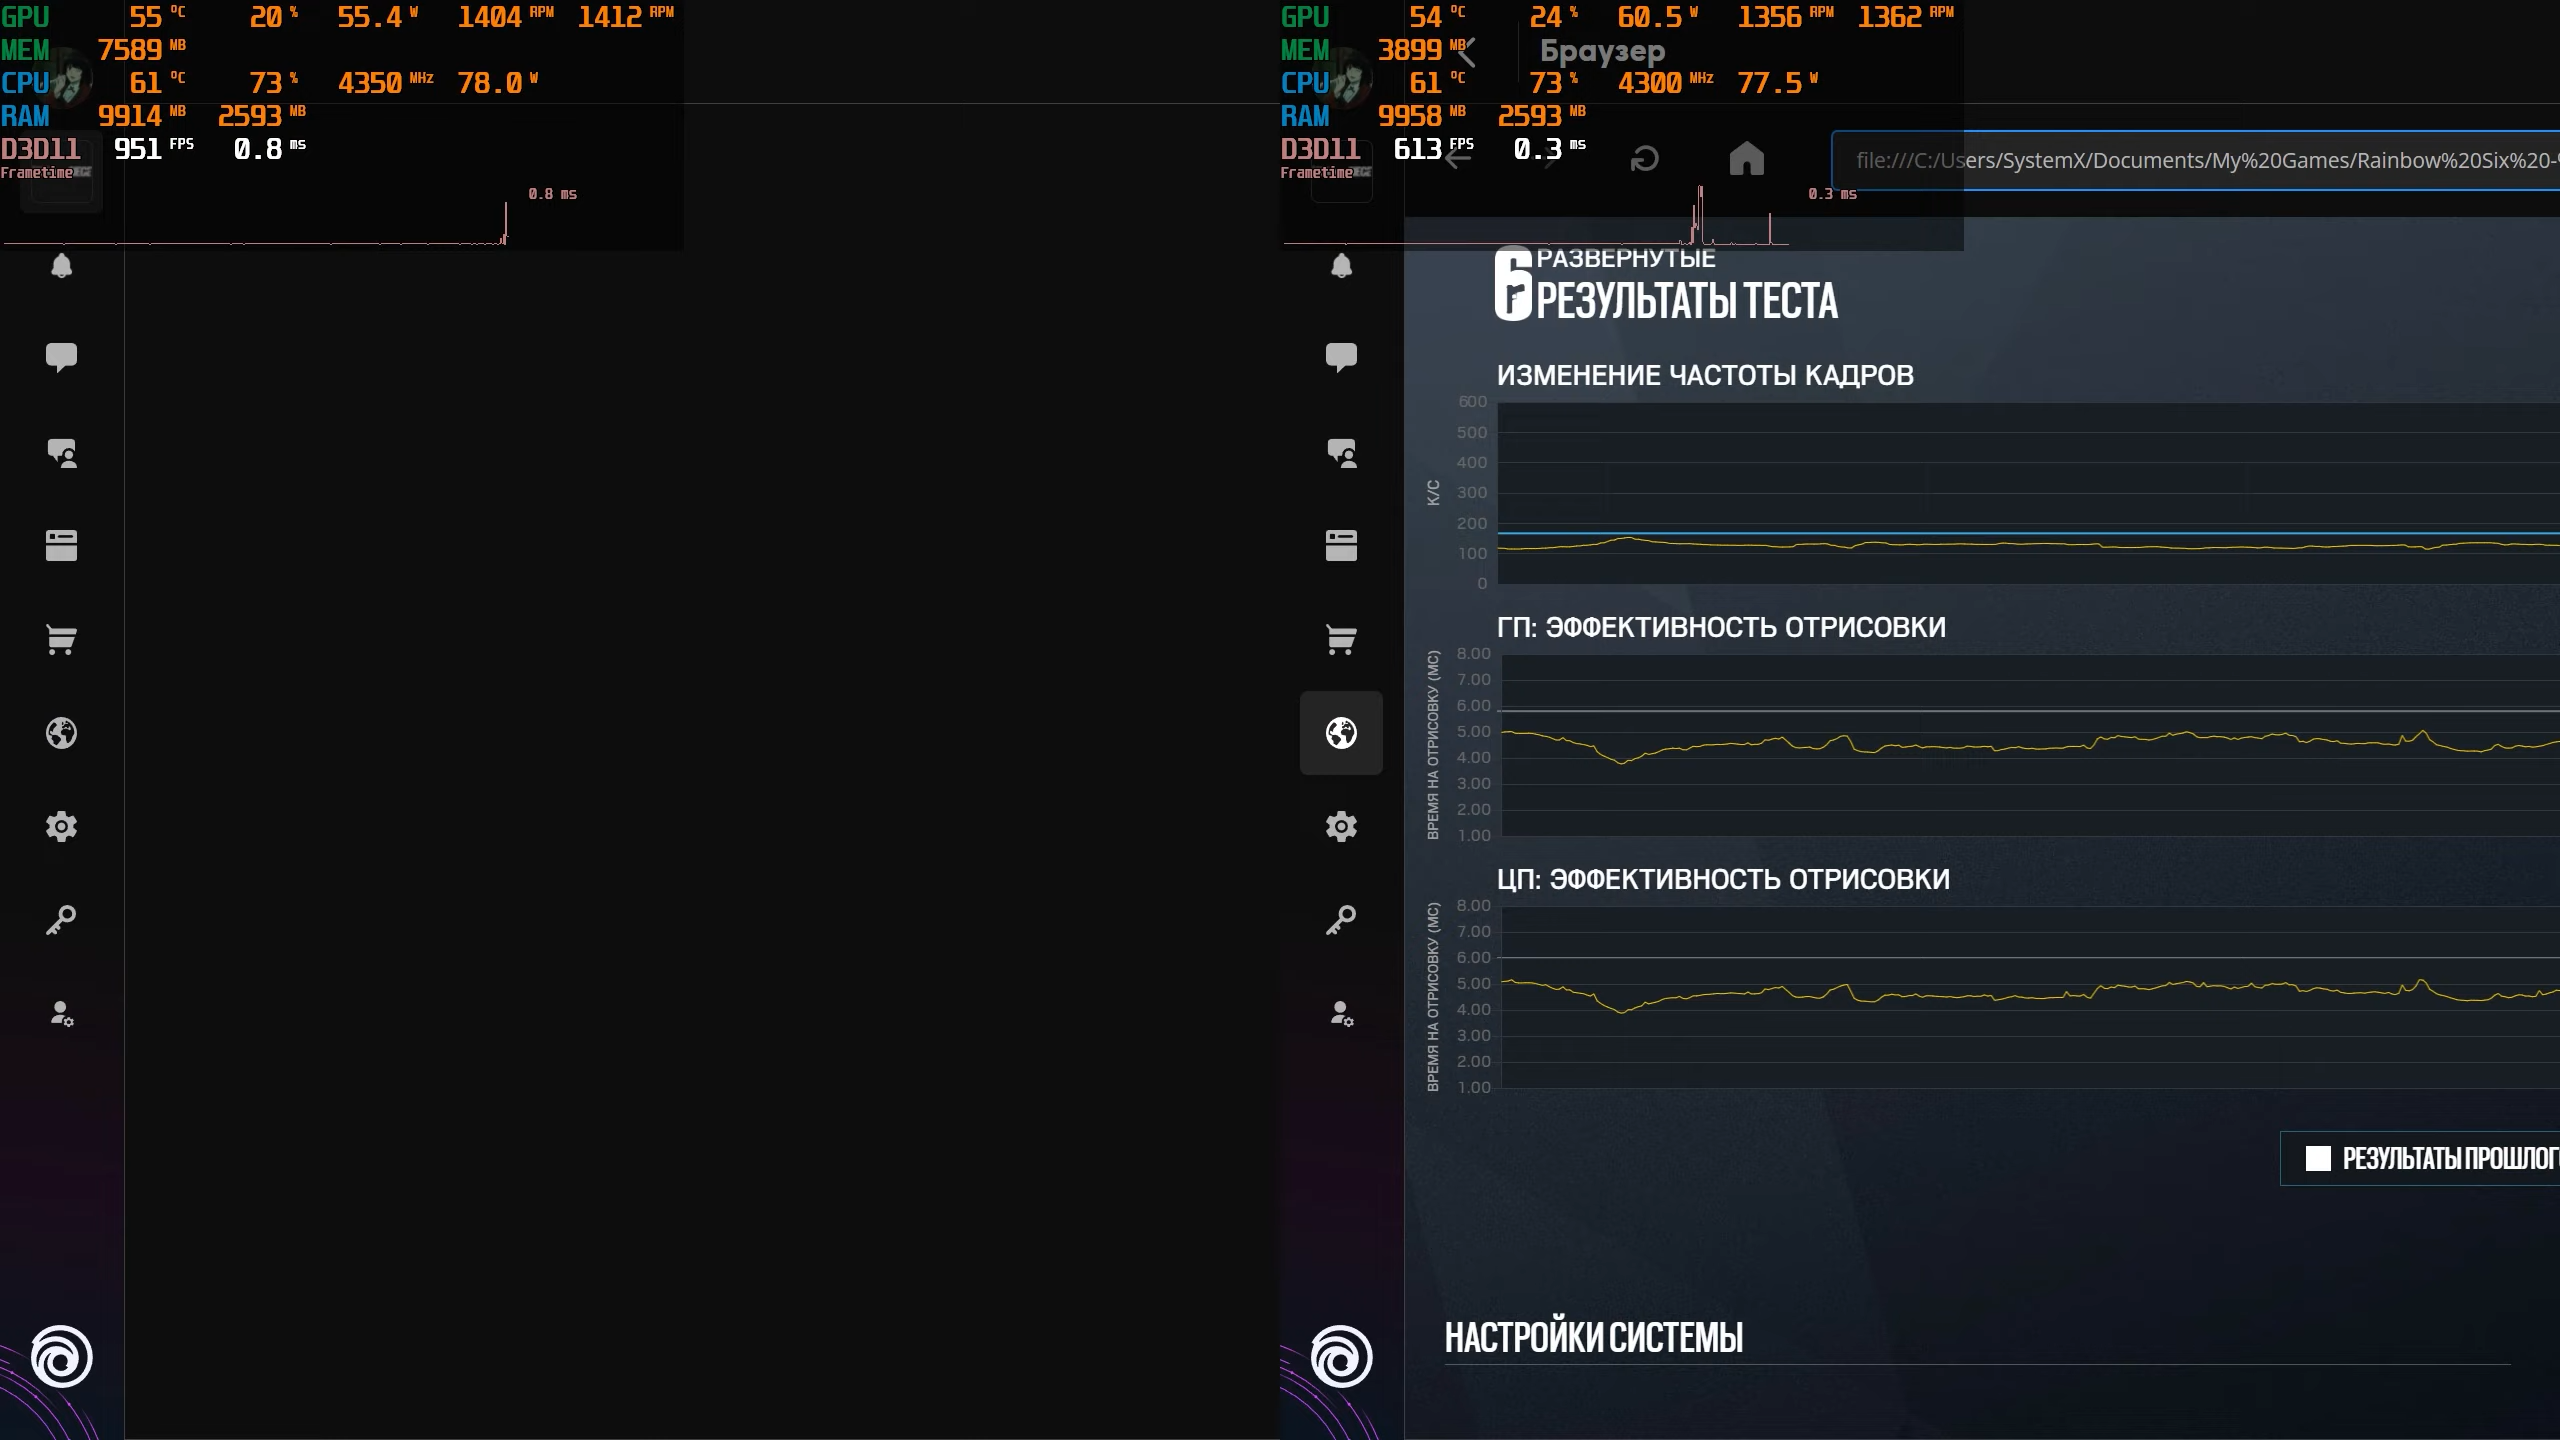 GPU 55 °C 20 % 55.4 W 1404 RPM 1412 RPM
MEM 7589 MB
CPU 61 °C 73 % 4350 MHz 78.0 W
RAM 9914 MB 2593 MB
D3D11 951 FPS 0.8 ms
Frametime
0.8 ms
GPU 54 °C 24 % 60.5 W 1356 RPM 1362 RPM
MEM 3899 MB
Браузер
CPU 61 °C 73 % 4300 MHz 77.5 W
RAM 9958 MB 2593 MB
D3D11 613 FPS 0.3 ms
Frametime
file:///C:/Users/SystemX/Documents/My%20Games/Rainbow%20Six%20-
0.3 ms
РАЗВЕРНУТЫЕ
РЕЗУЛЬТАТЫ ТЕСТА
ИЗМЕНЕНИЕ ЧАСТОТЫ КАДРОВ
К/С
600
500
400
300
200
100
0
ГП: ЭФФЕКТИВНОСТЬ ОТРИСОВКИ
ВРЕМЯ НА ОТРИСОВКУ (МС)
8.00
7.00
6.00
5.00
4.00
3.00
2.00
1.00
ЦП: ЭФФЕКТИВНОСТЬ ОТРИСОВКИ
ВРЕМЯ НА ОТРИСОВКУ (МС)
8.00
7.00
6.00
5.00
4.00
3.00
2.00
1.00
РЕЗУЛЬТАТЫ ПРОШЛОГ
НАСТРОЙКИ СИСТЕМЫ